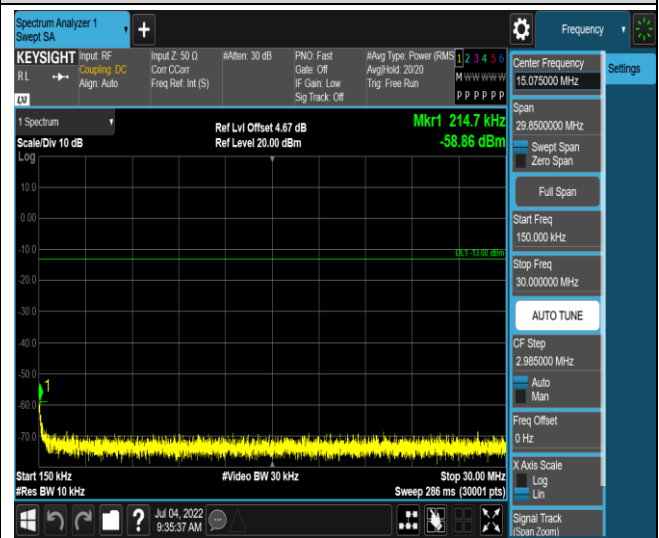 Spectrum Analyzer 1
Swept SA
Frequency
KEYSIGHT
RL
Input: RF
Coupling: DC
Align: Auto
Input Z: 50 Ω
Corr CCorr
Freq Ref: Int (S)
#Atten: 30 dB
PNO: Fast
Gate: Off
IF Gain: Low
Sig Track: Off
#Avg Type: Power (RMS)
Avg|Hold: 20/20
Trig: Free Run
1 2 3 4 5 6
M W W W W W
P P P P P P
LXI
1 Spectrum
Scale/Div 10 dB
Ref Lvl Offset 4.67 dB
Ref Level 20.00 dBm
Mkr1 214.7 kHz
-58.86 dBm
Log
10.0
0.00
-10.0
DL1 -13.00 dBm
-20.0
-30.0
-40.0
-50.0
1
-60.0
-70.0
Start 150 kHz
#Res BW 10 kHz
#Video BW 30 kHz
Stop 30.00 MHz
Sweep 286 ms (30001 pts)
Jul 04, 2022
9:35:37 AM
Center Frequency
15.075000 MHz
Settings
Span
29.8500000 MHz
Swept Span
Zero Span
Full Span
Start Freq
150.000 kHz
Stop Freq
30.000000 MHz
AUTO TUNE
CF Step
2.985000 MHz
Auto
Man
Freq Offset
0 Hz
X Axis Scale
Log
Lin
Signal Track
(Span Zoom)